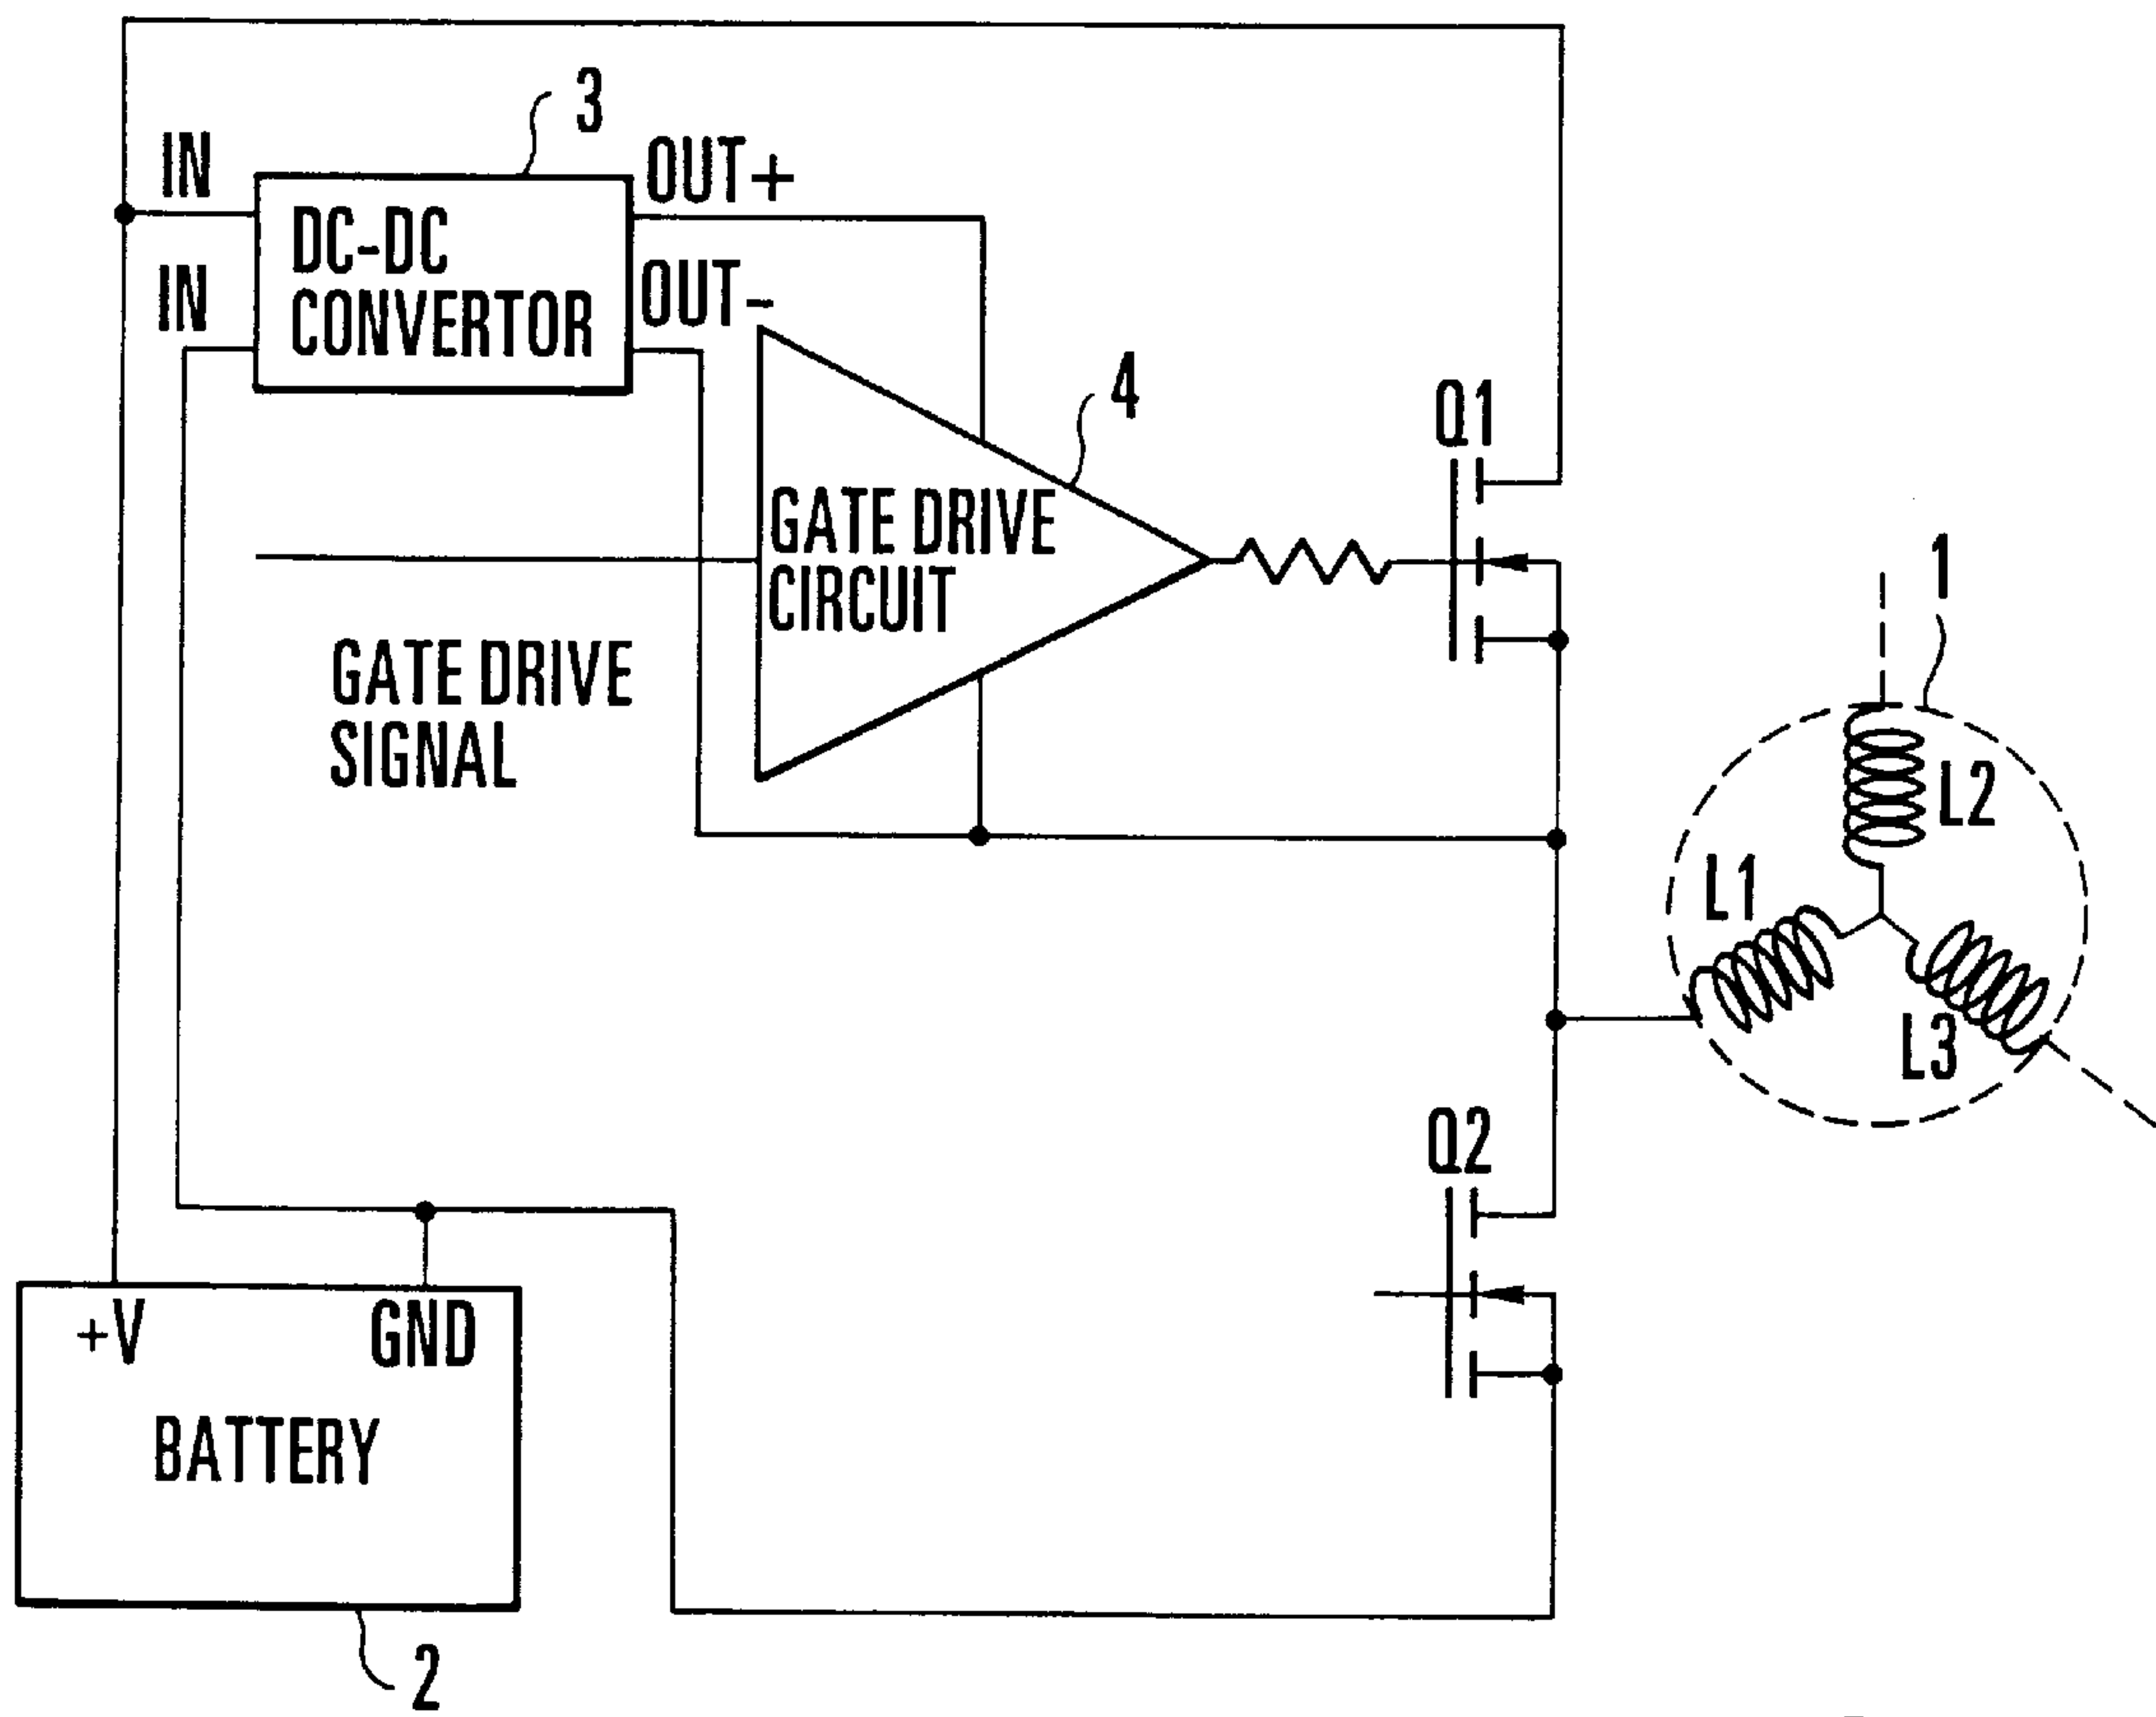 3
IN
OUT+
DC-DC
CONVERTOR
IN
OUT-
4
Q1
GATE DRIVE
CIRCUIT
1
GATE DRIVE
SIGNAL
L2
L1
L3
Q2
+V
GND
BATTERY
2